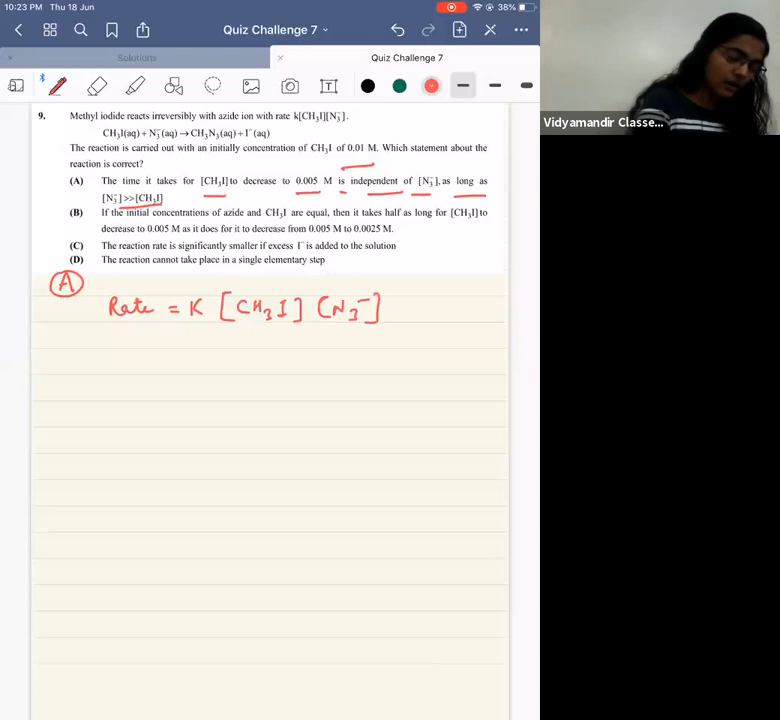 10:23 PM Thu 18 Jun
38%
Quiz Challenge 7
Solutions
Quiz Challenge 7
9. Methyl iodide reacts irreversibly with azide ion with rate k[CH₃I][N₃⁻].
CH₃I(aq) + N₃⁻(aq) → CH₃N₃(aq) + I⁻(aq)
The reaction is carried out with an initially concentration of CH₃I of 0.01 M. Which statement about the
reaction is correct?
(A) The time it takes for [CH₃I] to decrease to 0.005 M is independent of [N₃⁻], as long as
[N₃⁻] >> [CH₃I]
(B) If the initial concentrations of azide and CH₃I are equal, then it takes half as long for [CH₃I] to
decrease to 0.005 M as it does for it to decrease from 0.005 M to 0.0025 M.
(C) The reaction rate is significantly smaller if excess I⁻ is added to the solution
(D) The reaction cannot take place in a single elementary step
A
Rate = K [CH₃I] [N₃⁻]
Vidyamandir Classe...